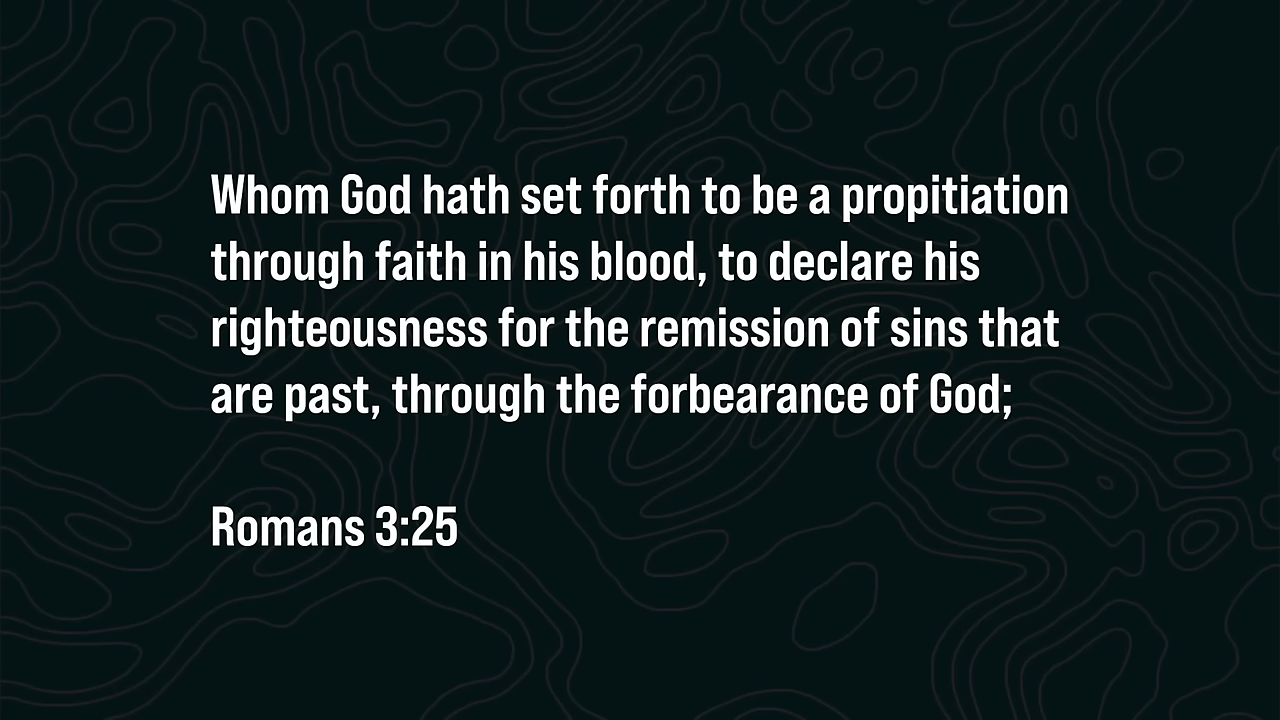 Whom God hath set forth to be a propitiation
through faith in his blood, to declare his
righteousness for the remission of sins that
are past, through the forbearance of God;
Romans 3:25